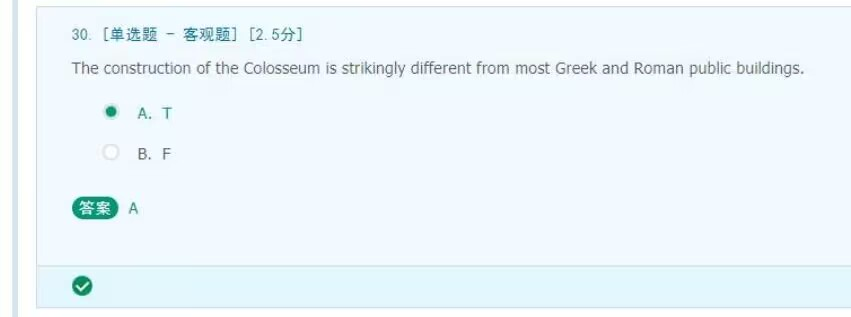 30. [单选题 - 客观题] [2.5分]
The construction of the Colosseum is strikingly different from most Greek and Roman public buildings.
A. T
B. F
答案 A